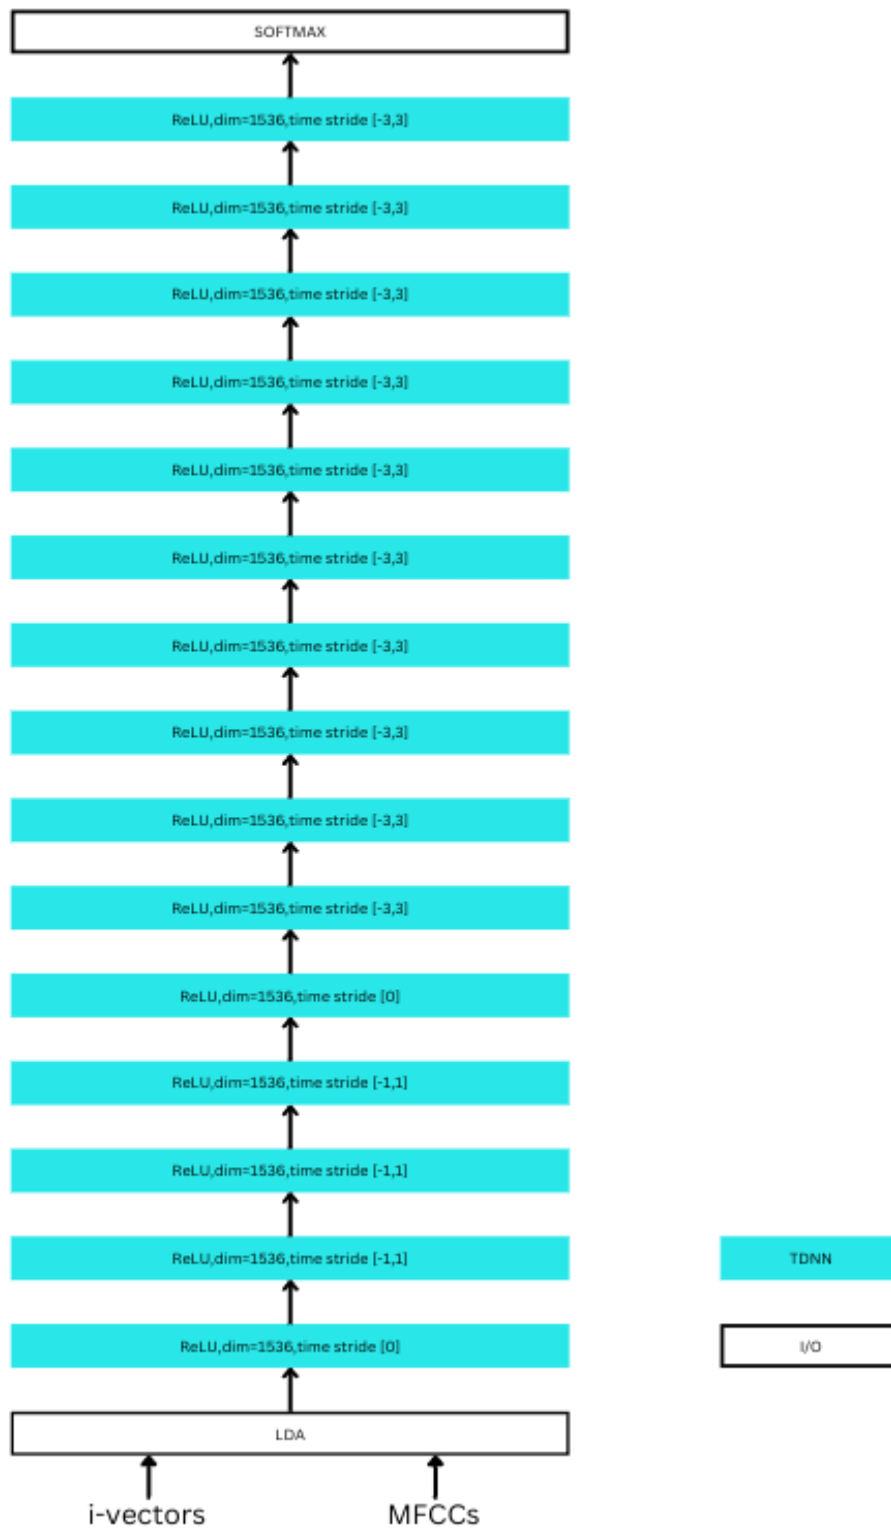 SOFTMAX
ReLU,dim=1536,time stride [-3,3]
ReLU,dim=1536,time stride [-3,3]
ReLU,dim=1536,time stride [-3,3]
ReLU,dim=1536,time stride [-3,3]
ReLU,dim=1536,time stride [-3,3]
ReLU,dim=1536,time stride [-3,3]
ReLU,dim=1536,time stride [-3,3]
ReLU,dim=1536,time stride [-3,3]
ReLU,dim=1536,time stride [-3,3]
ReLU,dim=1536,time stride [-3,3]
ReLU,dim=1536,time stride [0]
ReLU,dim=1536,time stride [-1,1]
ReLU,dim=1536,time stride [-1,1]
ReLU,dim=1536,time stride [-1,1]
TDNN
ReLU,dim=1536,time stride [0]
I/O
LDA
i-vectors
MFCCs